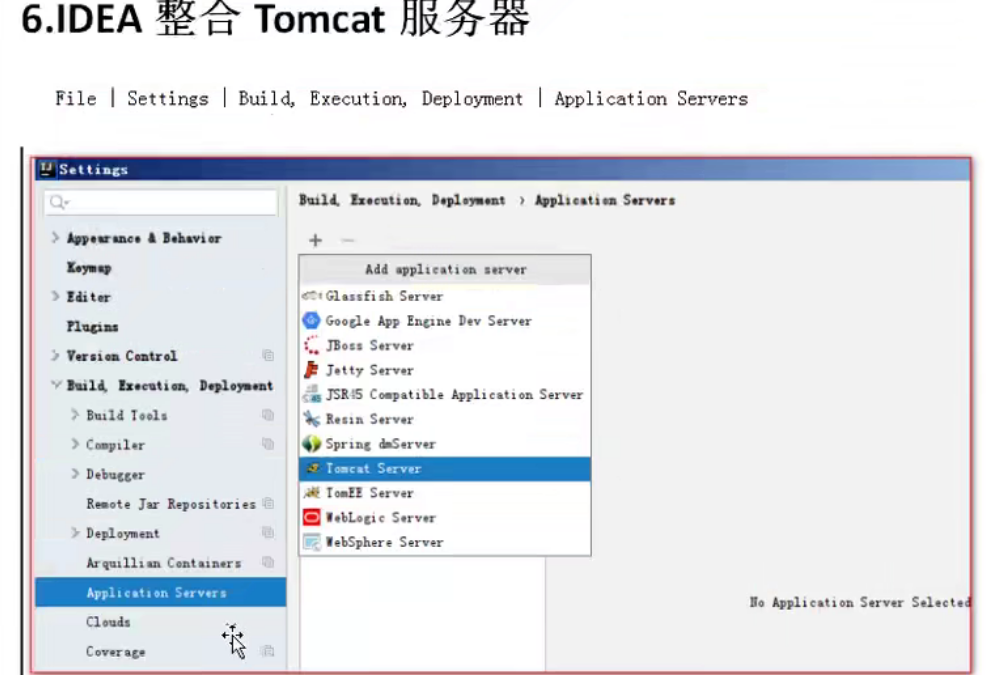 6.IDEA 整合 Tomcat 服务器
File | Settings | Build, Execution, Deployment | Application Servers
Settings
Build, Execution, Deployment > Application Servers
Appearance & Behavior
Keymap
Editor
Plugins
Version Control
Build, Execution, Deployment
Build Tools
Compiler
Debugger
Remote Jar Repositories
Deployment
Arquillian Containers
Application Servers
Clouds
Coverage
Add application server
Glassfish Server
Google App Engine Dev Server
JBoss Server
Jetty Server
JSR45 Compatible Application Server
Resin Server
Spring dmServer
Tomcat Server
TomEE Server
WebLogic Server
WebSphere Server
No Application Server Selected